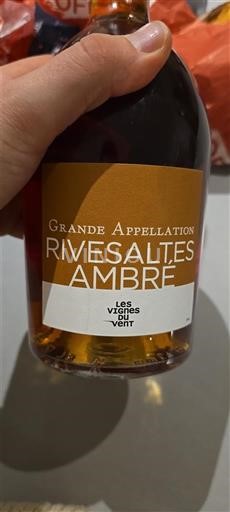 GRANDE APPELLATION
RIVESALTES
AMBRÉ
LES
VIGNES
DU
VENT